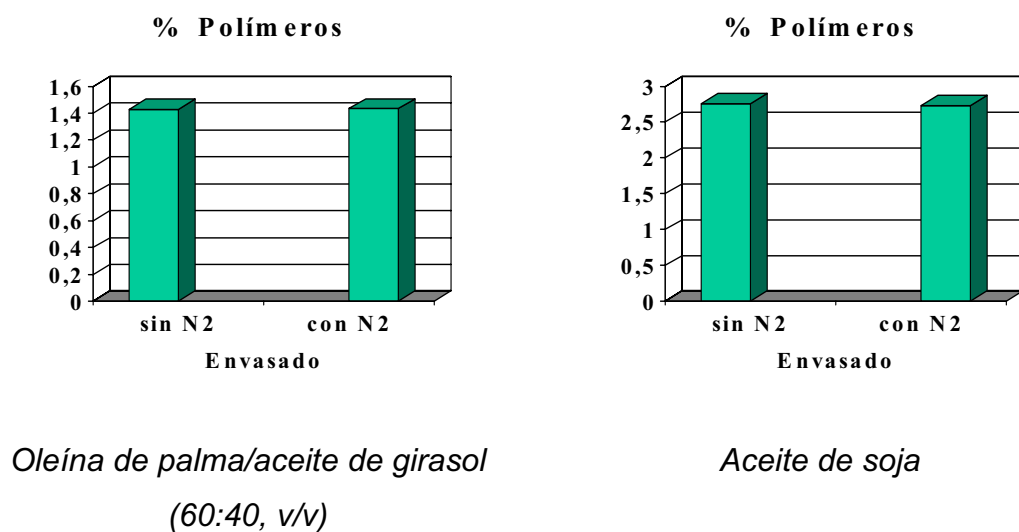 % Polímeros
1,6
1,4
1,2
1
0,8
0,6
0,4
0,2
0
sin N2
con N2
Envasado
Oleína de palma/aceite de girasol
(60:40, v/v)
% Polímeros
3
2,5
2
1,5
1
0,5
0
sin N2
con N2
Envasado
Aceite de soja